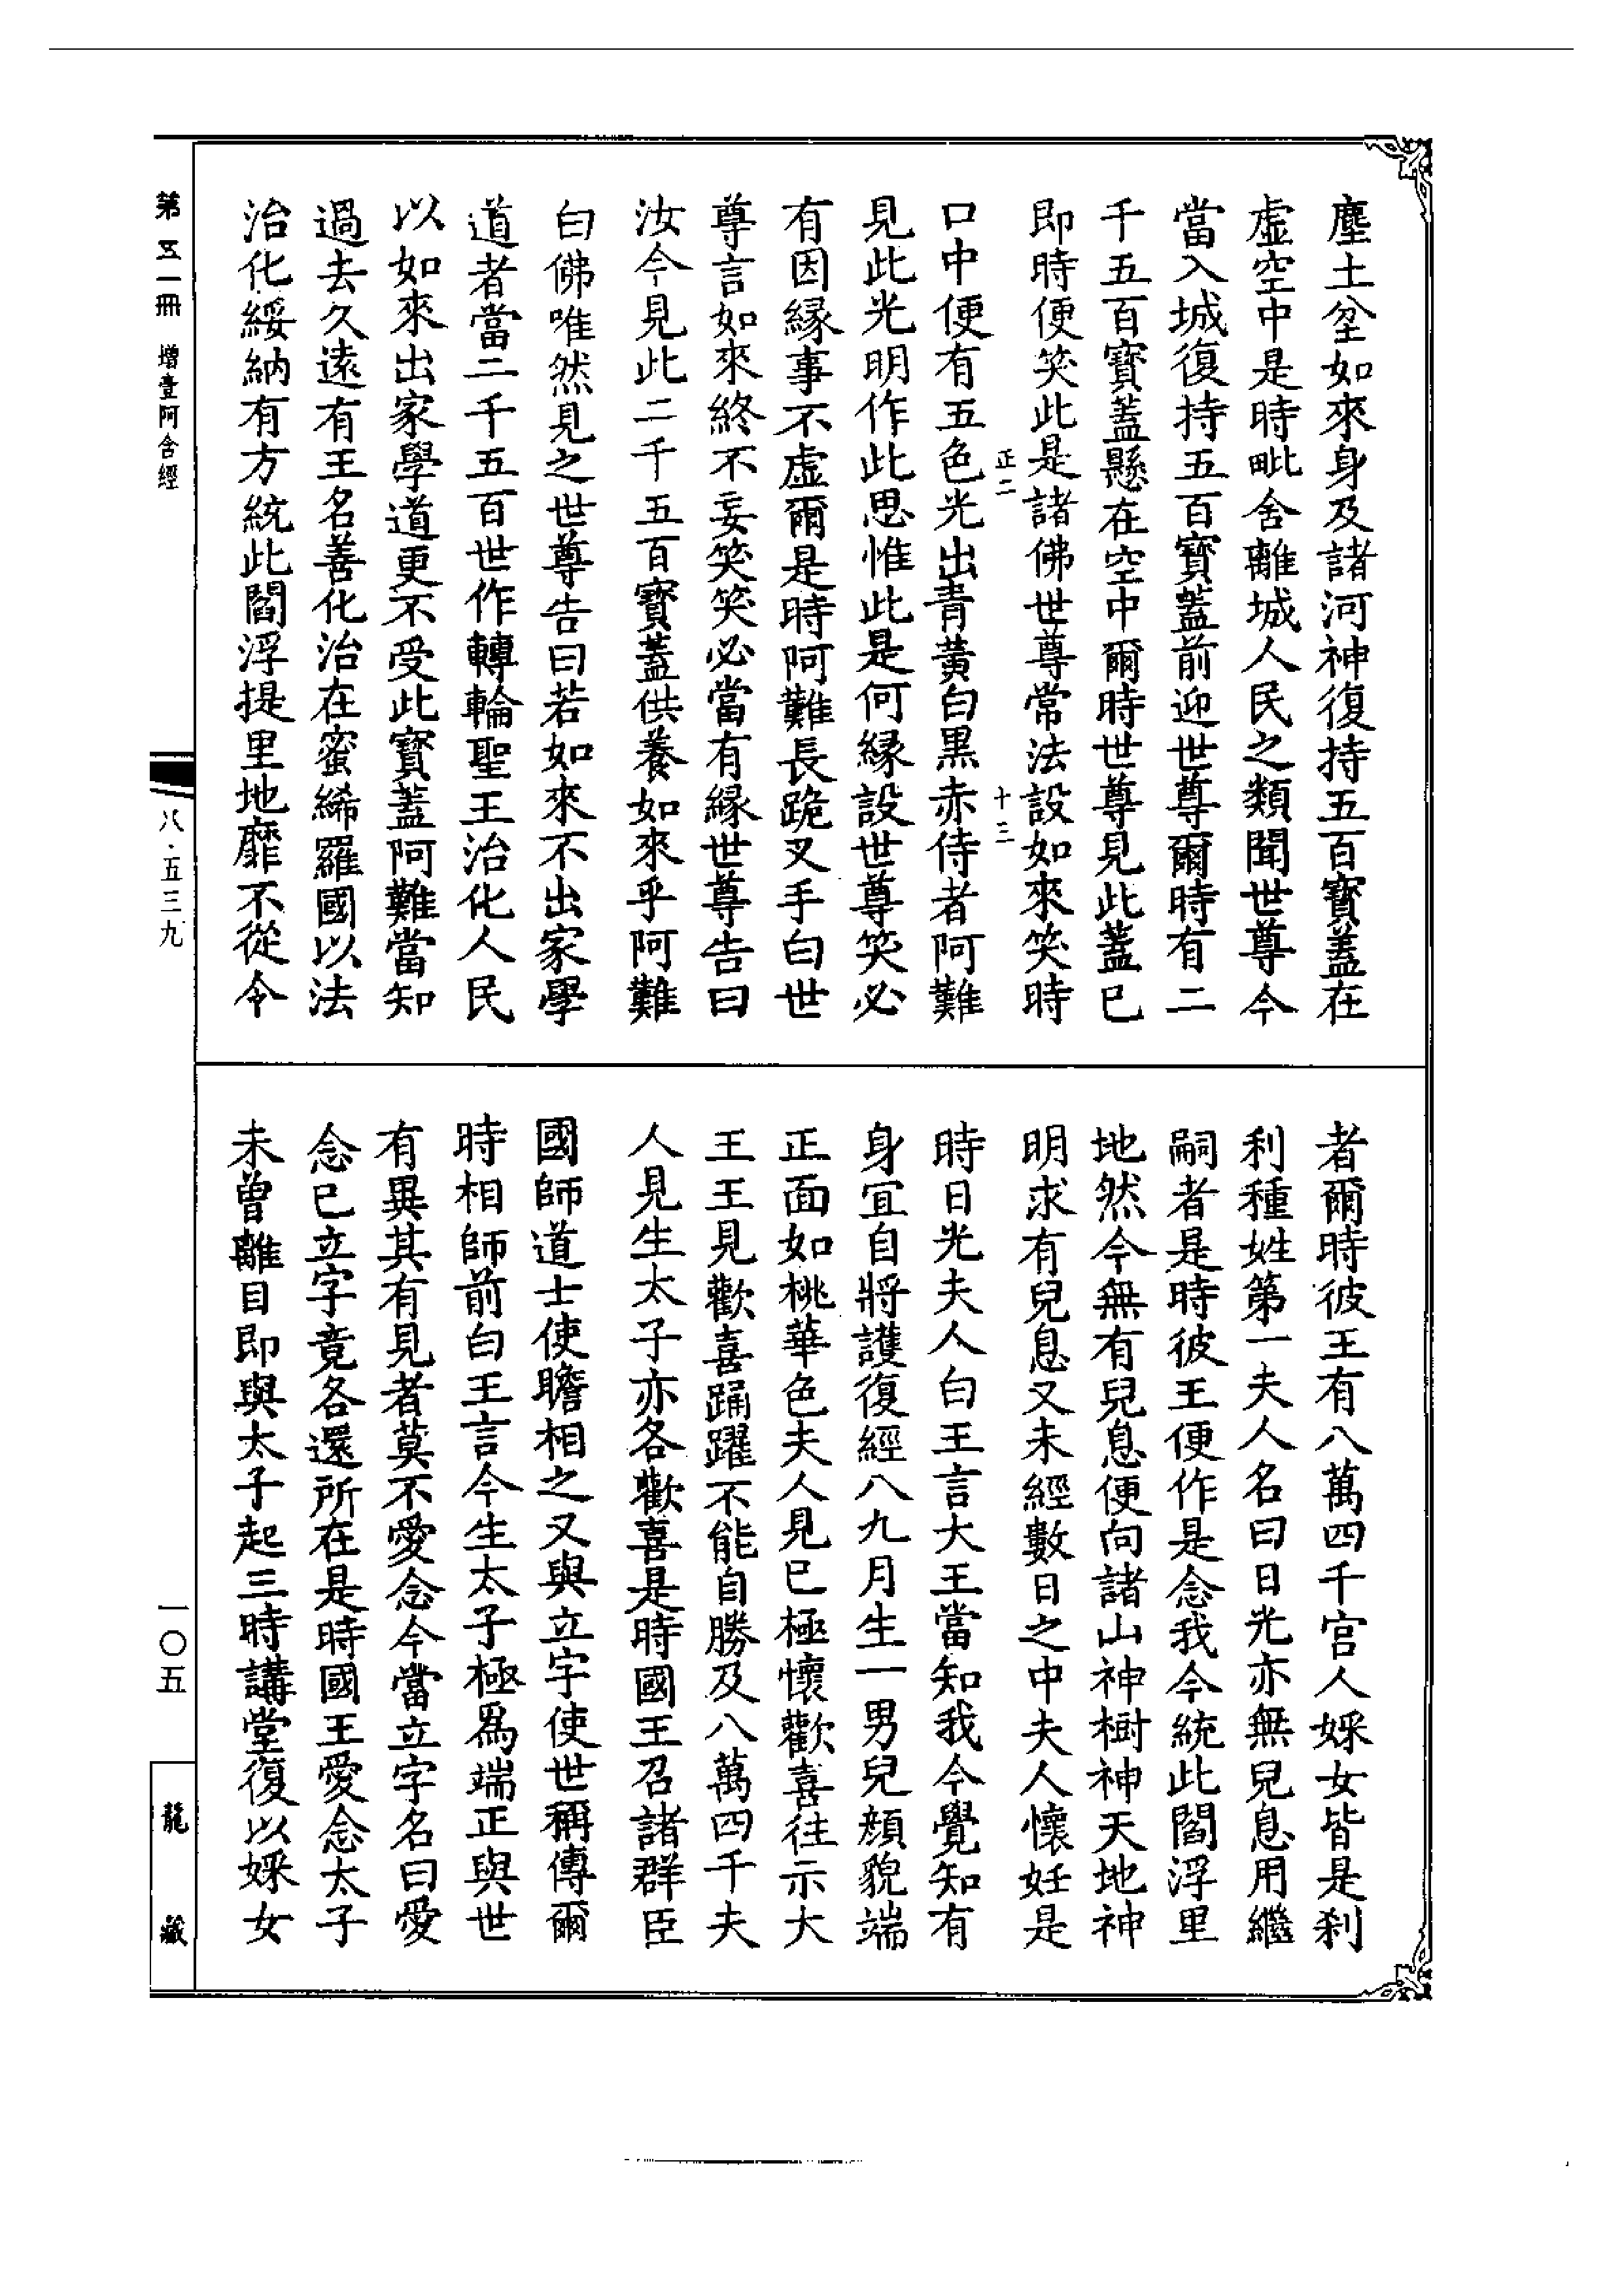 塵土坌如來身及諸河神復持五百寶蓋在
虛空中是時毗舍離城人民之類聞世尊今
當入城復持五百寶蓋前迎世尊爾時有二
千五百寶蓋懸在空中爾時世尊見此蓋已
即時便笑此是諸佛世尊常法設如來笑時
正二 十三
口中便有五色光出青黃白黑赤侍者阿難
見此光明作此思惟此是何緣設世尊笑必
有因緣事不虛爾是時阿難長跪叉手白世
尊言如來終不妄笑笑必當有緣世尊告曰
汝今見此二千五百寶蓋供養如來乎阿難
白佛唯然見之世尊告曰若如來不出家學
道者當二千五百世作轉輪聖王治化人民
以如來出家學道更不受此寶蓋阿難當知
過去久遠有王名善化治在蜜絺羅國以法
治化綏納有方統此閻浮提里地靡不從令
者爾時彼王有八萬四千宮人婇女皆是剎
利種姓第一夫人名曰日光亦無兒息用繼
嗣者是時彼王便作是念我今統此閻浮里
地然今無有兒息便向諸山神樹神天地神
明求有兒息又未經數日之中夫人懷妊是
時日光夫人白王言大王當知我今覺知有
身宜自將護復經八九月生一男兒顏貌端
正面如桃華色夫人見已極懷歡喜往示大
王王見歡喜踊躍不能自勝及八萬四千夫
人見生太子亦各歡喜是時國王召諸群臣
國師道士使瞻相之又與立字使世稱傳爾
時相師前白王言今生太子極為端正與世
有異其有見者莫不愛念今當立字名曰愛
念已立字竟各還所在是時國王愛念太子
未曾離目即與太子起三時講堂復以婇女
第五一冊 增壹阿含經
八·五三九
一〇五
龍藏